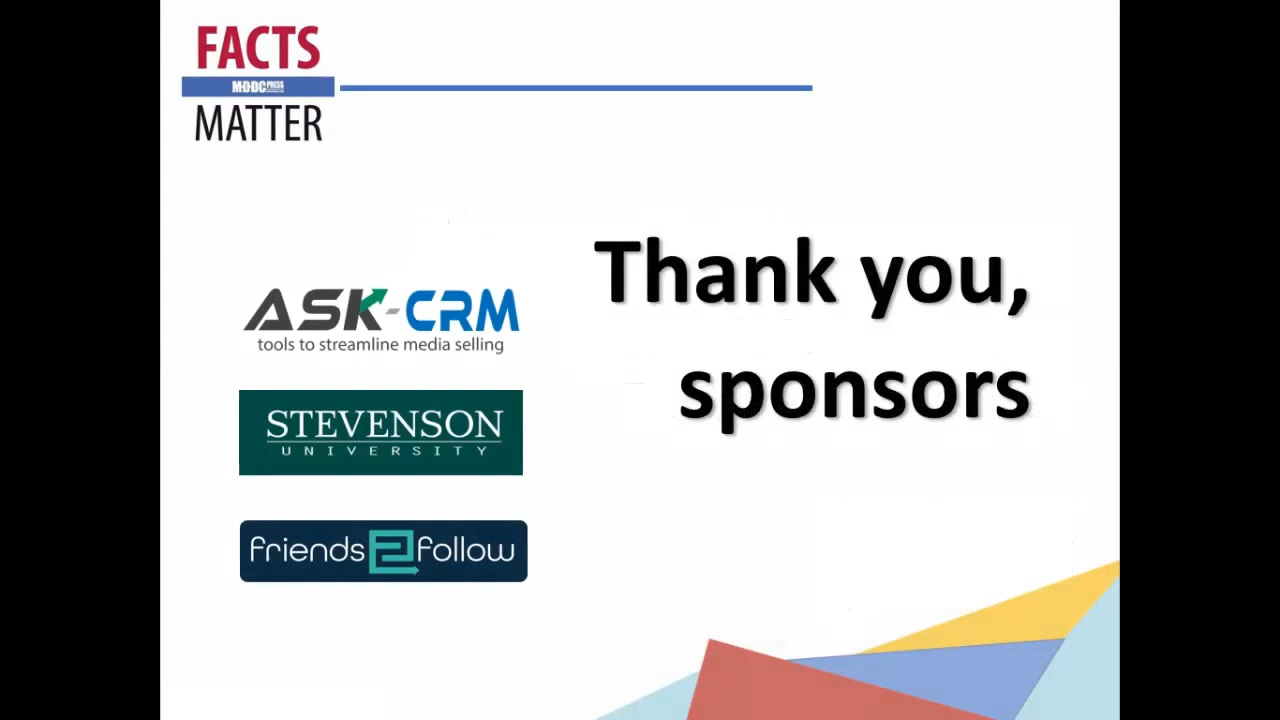 FACTS
MDDC PRESS
MATTER
Thank you,
sponsors
ASK-CRM
tools to streamline media selling
STEVENSON
UNIVERSITY
friends2follow